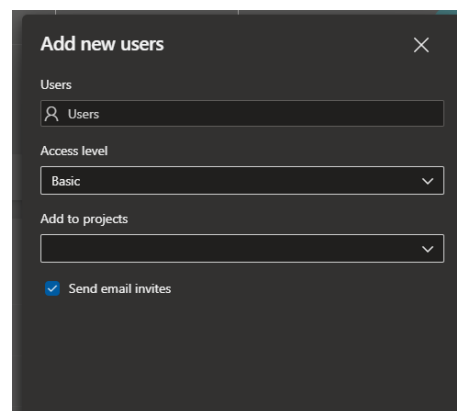 Add new users
Users
Users
Access level
Basic
Add to projects
Send email invites